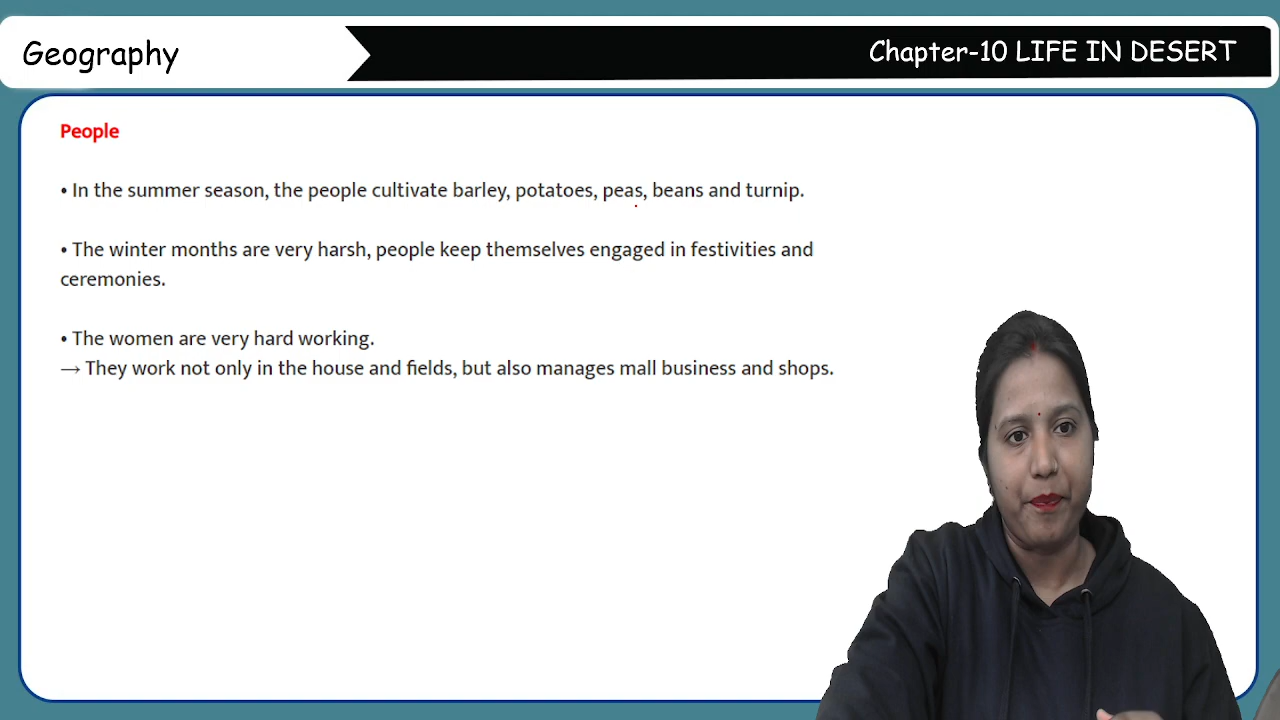 Geography
Chapter-10 LIFE IN DESERT
People
• In the summer season, the people cultivate barley, potatoes, peas, beans and turnip.
• The winter months are very harsh, people keep themselves engaged in festivities and
ceremonies.
• The women are very hard working.
→ They work not only in the house and fields, but also manages mall business and shops.